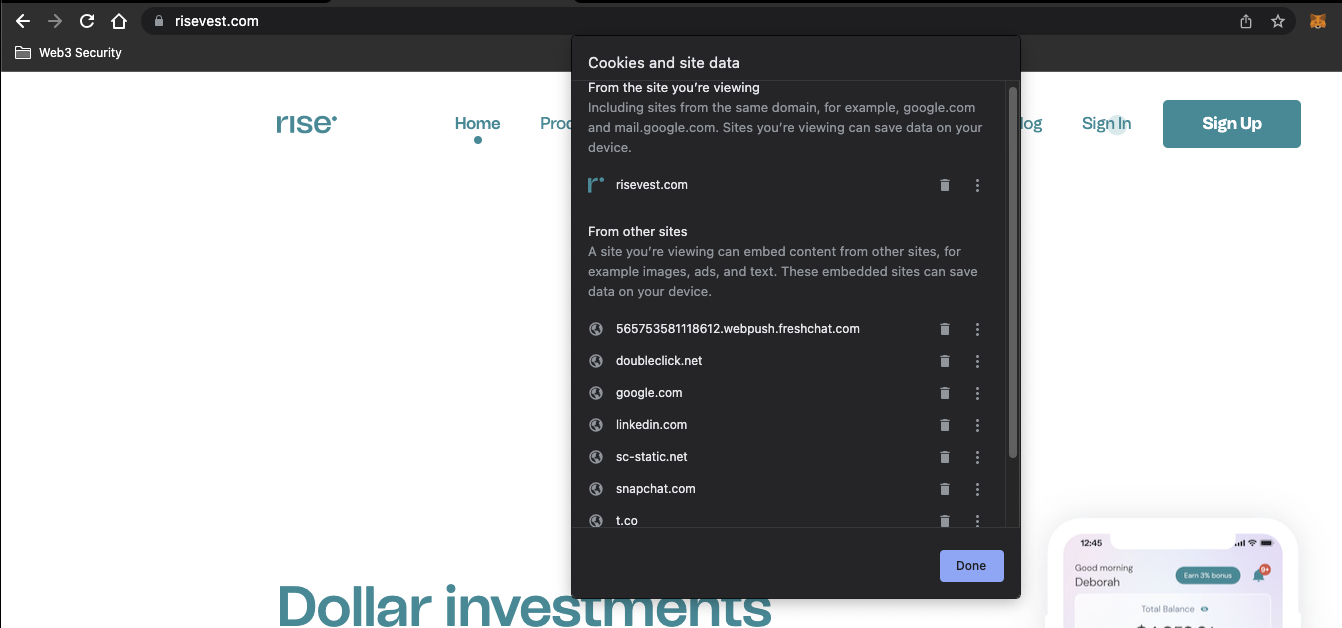 risevest.com
Web3 Security
Cookies and site data
From the site you're viewing
Including sites from the same domain, for example, google.com
and mail.google.com. Sites you're viewing can save data on your
device.
risevest.com
From other sites
A site you're viewing can embed content from other sites, for
example images, ads, and text. These embedded sites can save
data on your device.
565753581118612.webpush.freshchat.com
doubleclick.net
google.com
linkedin.com
sc-static.net
snapchat.com
t.co
Done
rise
Home
Sign In
Sign Up
Dollar investments
12:45
Good morning
Deborah
Earn 3% bonus
9+
Total Balance